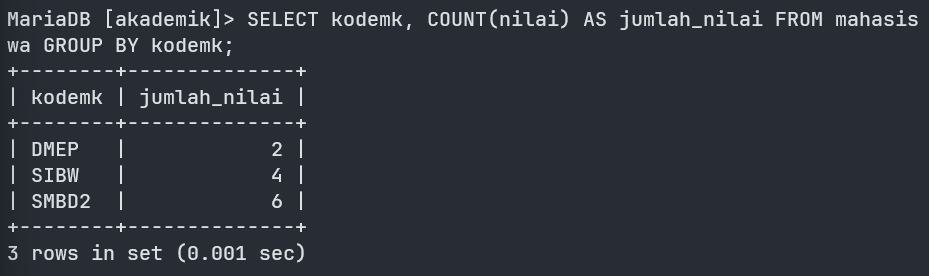 MariaDB [akademik]> SELECT kodemk, COUNT(nilai) AS jumlah_nilai FROM mahasis
wa GROUP BY kodemk;
+--------+--------------+
| kodemk | jumlah_nilai |
+--------+--------------+
| DMEP   |            2 |
| SIBW   |            4 |
| SMBD2  |            6 |
+--------+--------------+
3 rows in set (0.001 sec)